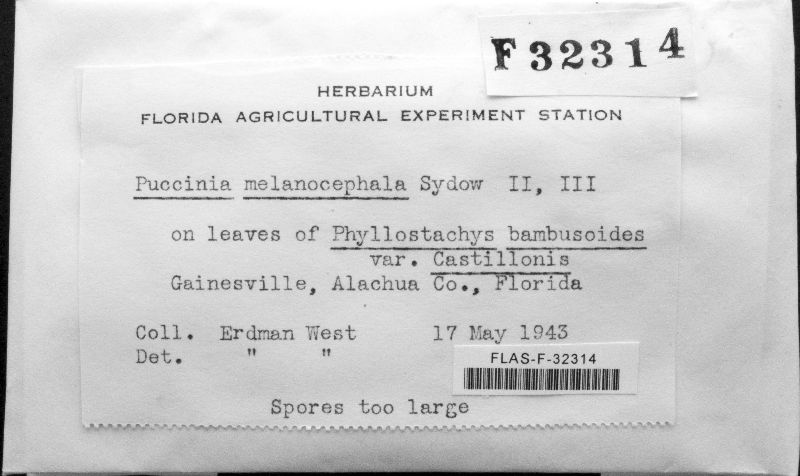 F32314
HERBARIUM
FLORIDA AGRICULTURAL EXPERIMENT STATION
Puccinia melanocephala Sydow II, III
on leaves of Phyllostachys bambusoides
var. Castillonis
Gainesville, Alachua Co., Florida
Coll. Erdman West 17 May 1943
Det. " "
FLAS-F-32314
Spores too large